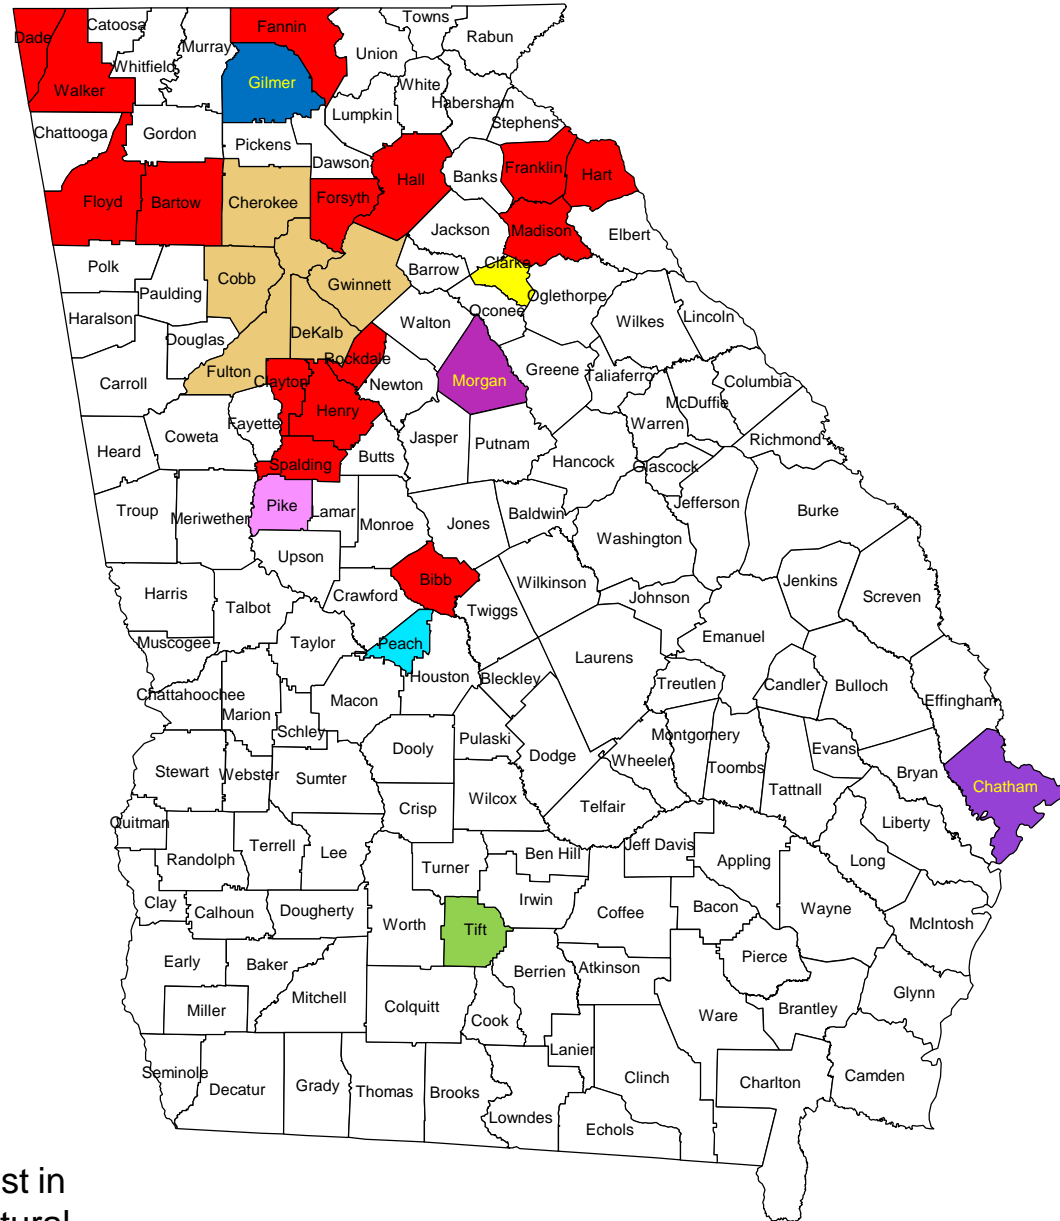 Towns
Rabun
Fannin
Catoosa
Dade
Union
Murray
Whitfield
Gilmer
White
Walker
Habersham
Lumpkin
Stephens
Chattooga
Gordon
Pickens
Dawson
Franklin
Hart
Banks
Hall
Forsyth
Floyd
Bartow
Cherokee
Jackson
Madison
Elbert
Clarke
Polk
Barrow
Cobb
Gwinnett
Paulding
Oglethorpe
Oconee
Haralson
Walton
Wilkes
Lincoln
DeKalb
Douglas
Rockdale
Fulton
Greene
Taliaferro
Carroll
Clayton
Newton
Morgan
Columbia
McDuffie
Henry
Fayette
Warren
Coweta
Jasper
Putnam
Richmond
Heard
Butts
Hancock
Spalding
Glascock
Jefferson
Pike
Lamar
Troup
Meriwether
Monroe
Jones
Baldwin
Burke
Washington
Upson
Bibb
Wilkinson
Jenkins
Harris
Crawford
Johnson
Screven
Talbot
Twiggs
Muscogee
Taylor
Peach
Emanuel
Laurens
Houston
Bleckley
Treutlen
Candler
Bulloch
Chattahoochee
Macon
Effingham
Marion
Schley
Pulaski
Montgomery
Dooly
Evans
Dodge
Wheeler
Stewart
Webster
Sumter
Toombs
Bryan
Tattnall
Chatham
Crisp
Wilcox
Telfair
Quitman
Liberty
Terrell
Lee
Jeff Davis
Ben Hill
Randolph
Appling
Long
Turner
Clay
Calhoun
Dougherty
Irwin
Coffee
Bacon
Wayne
Worth
Tift
McIntosh
Early
Baker
Berrien
Atkinson
Pierce
Mitchell
Glynn
Miller
Colquitt
Cook
Ware
Brantley
Lanier
Seminole
Decatur
Grady
Thomas
Brooks
Clinch
Charlton
Camden
Lowndes
Echols
st in
tural